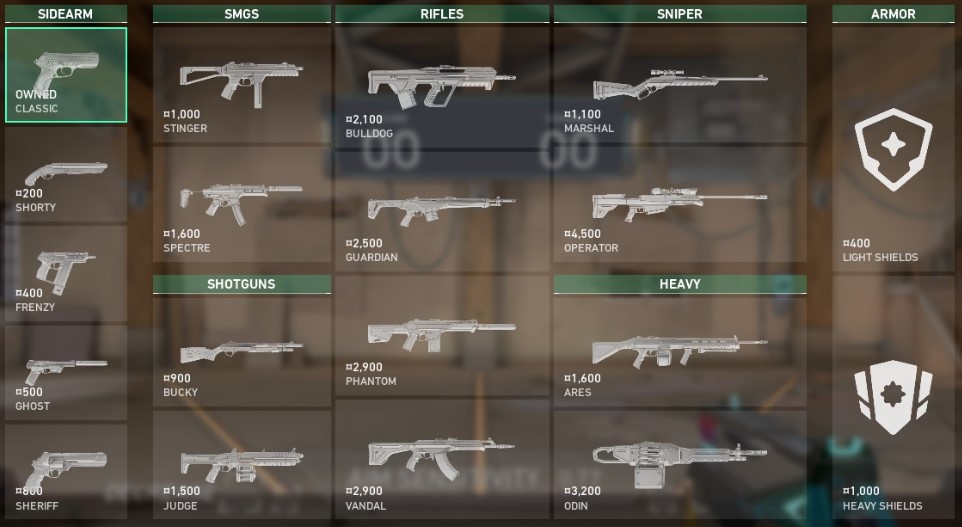 SIDEARM
OWNED
CLASSIC
¤200
SHORTY
¤400
FRENZY
¤500
GHOST
¤800
SHERIFF
SMGS
¤1,000
STINGER
¤1,600
SPECTRE
SHOTGUNS
¤900
BUCKY
¤1,500
JUDGE
RIFLES
¤2,100
BULLDOG
¤2,500
GUARDIAN
¤2,900
PHANTOM
¤2,900
VANDAL
SNIPER
¤1,100
MARSHAL
¤4,500
OPERATOR
HEAVY
¤1,600
ARES
¤3,200
ODIN
ARMOR
¤400
LIGHT SHIELDS
¤1,000
HEAVY SHIELDS
00
00